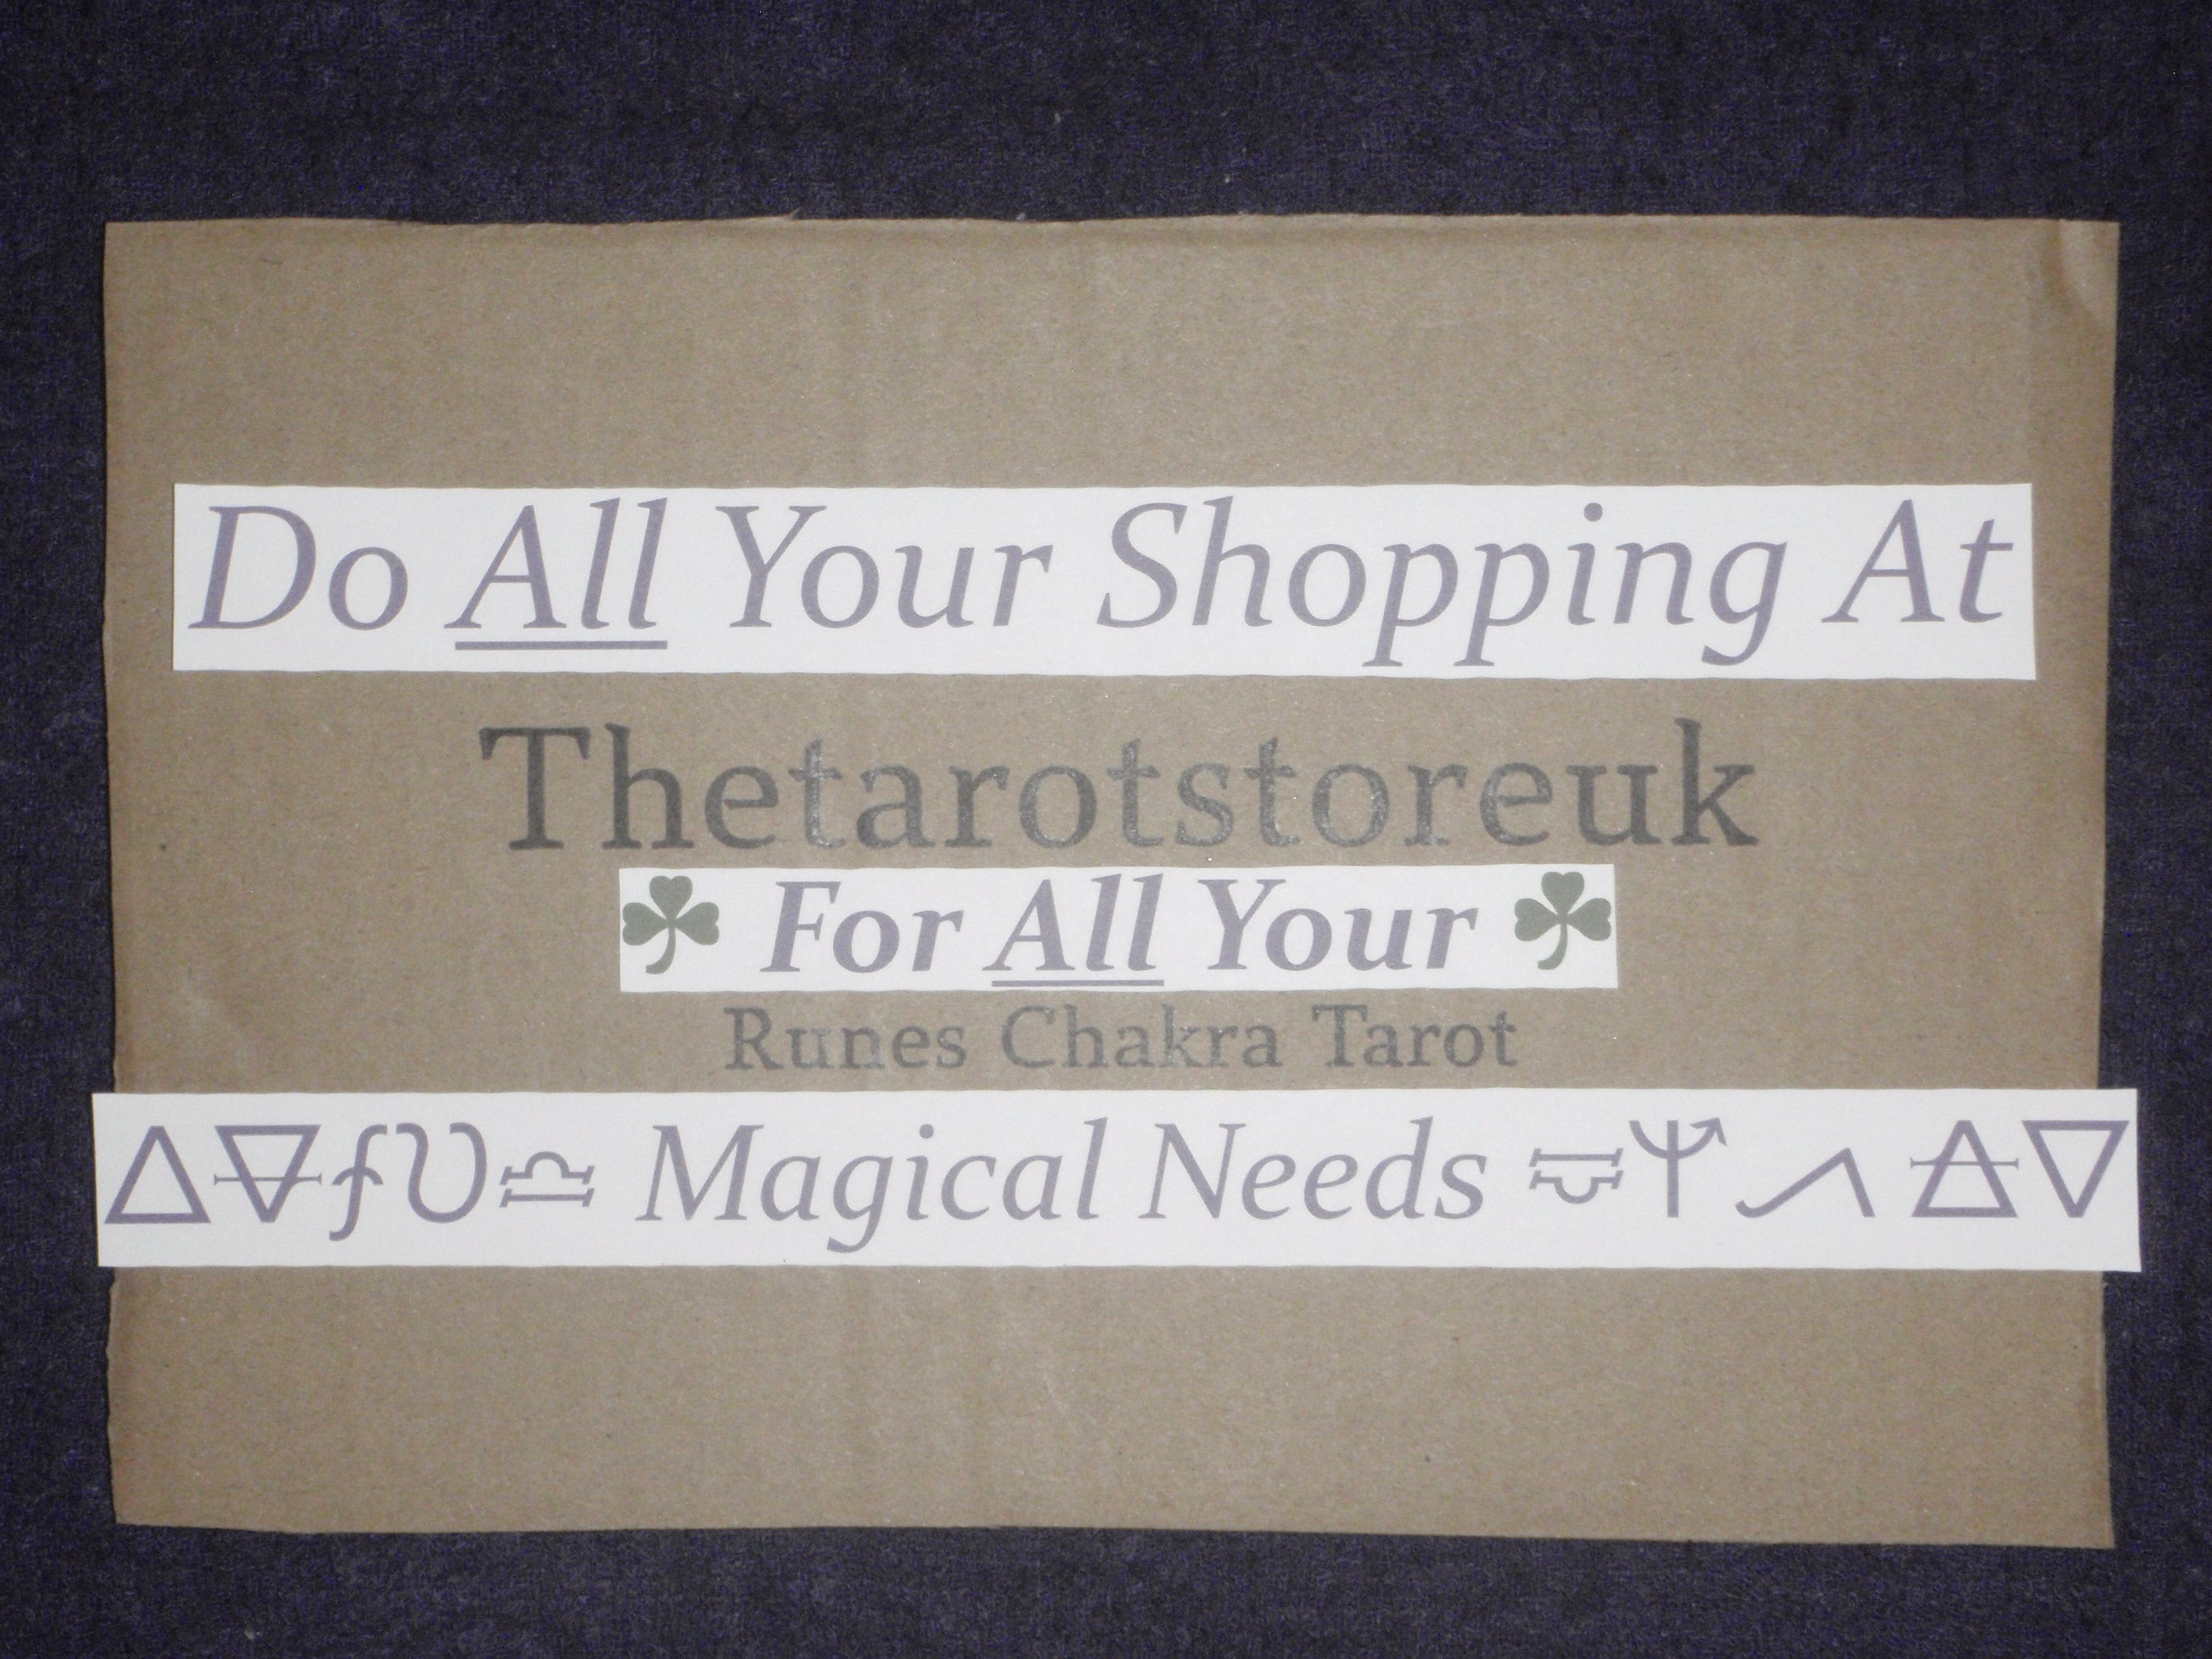 Do All Your Shopping At
Thetarotstoreuk
☘ For All Your ☘
Runes Chakra Tarot
Magical Needs